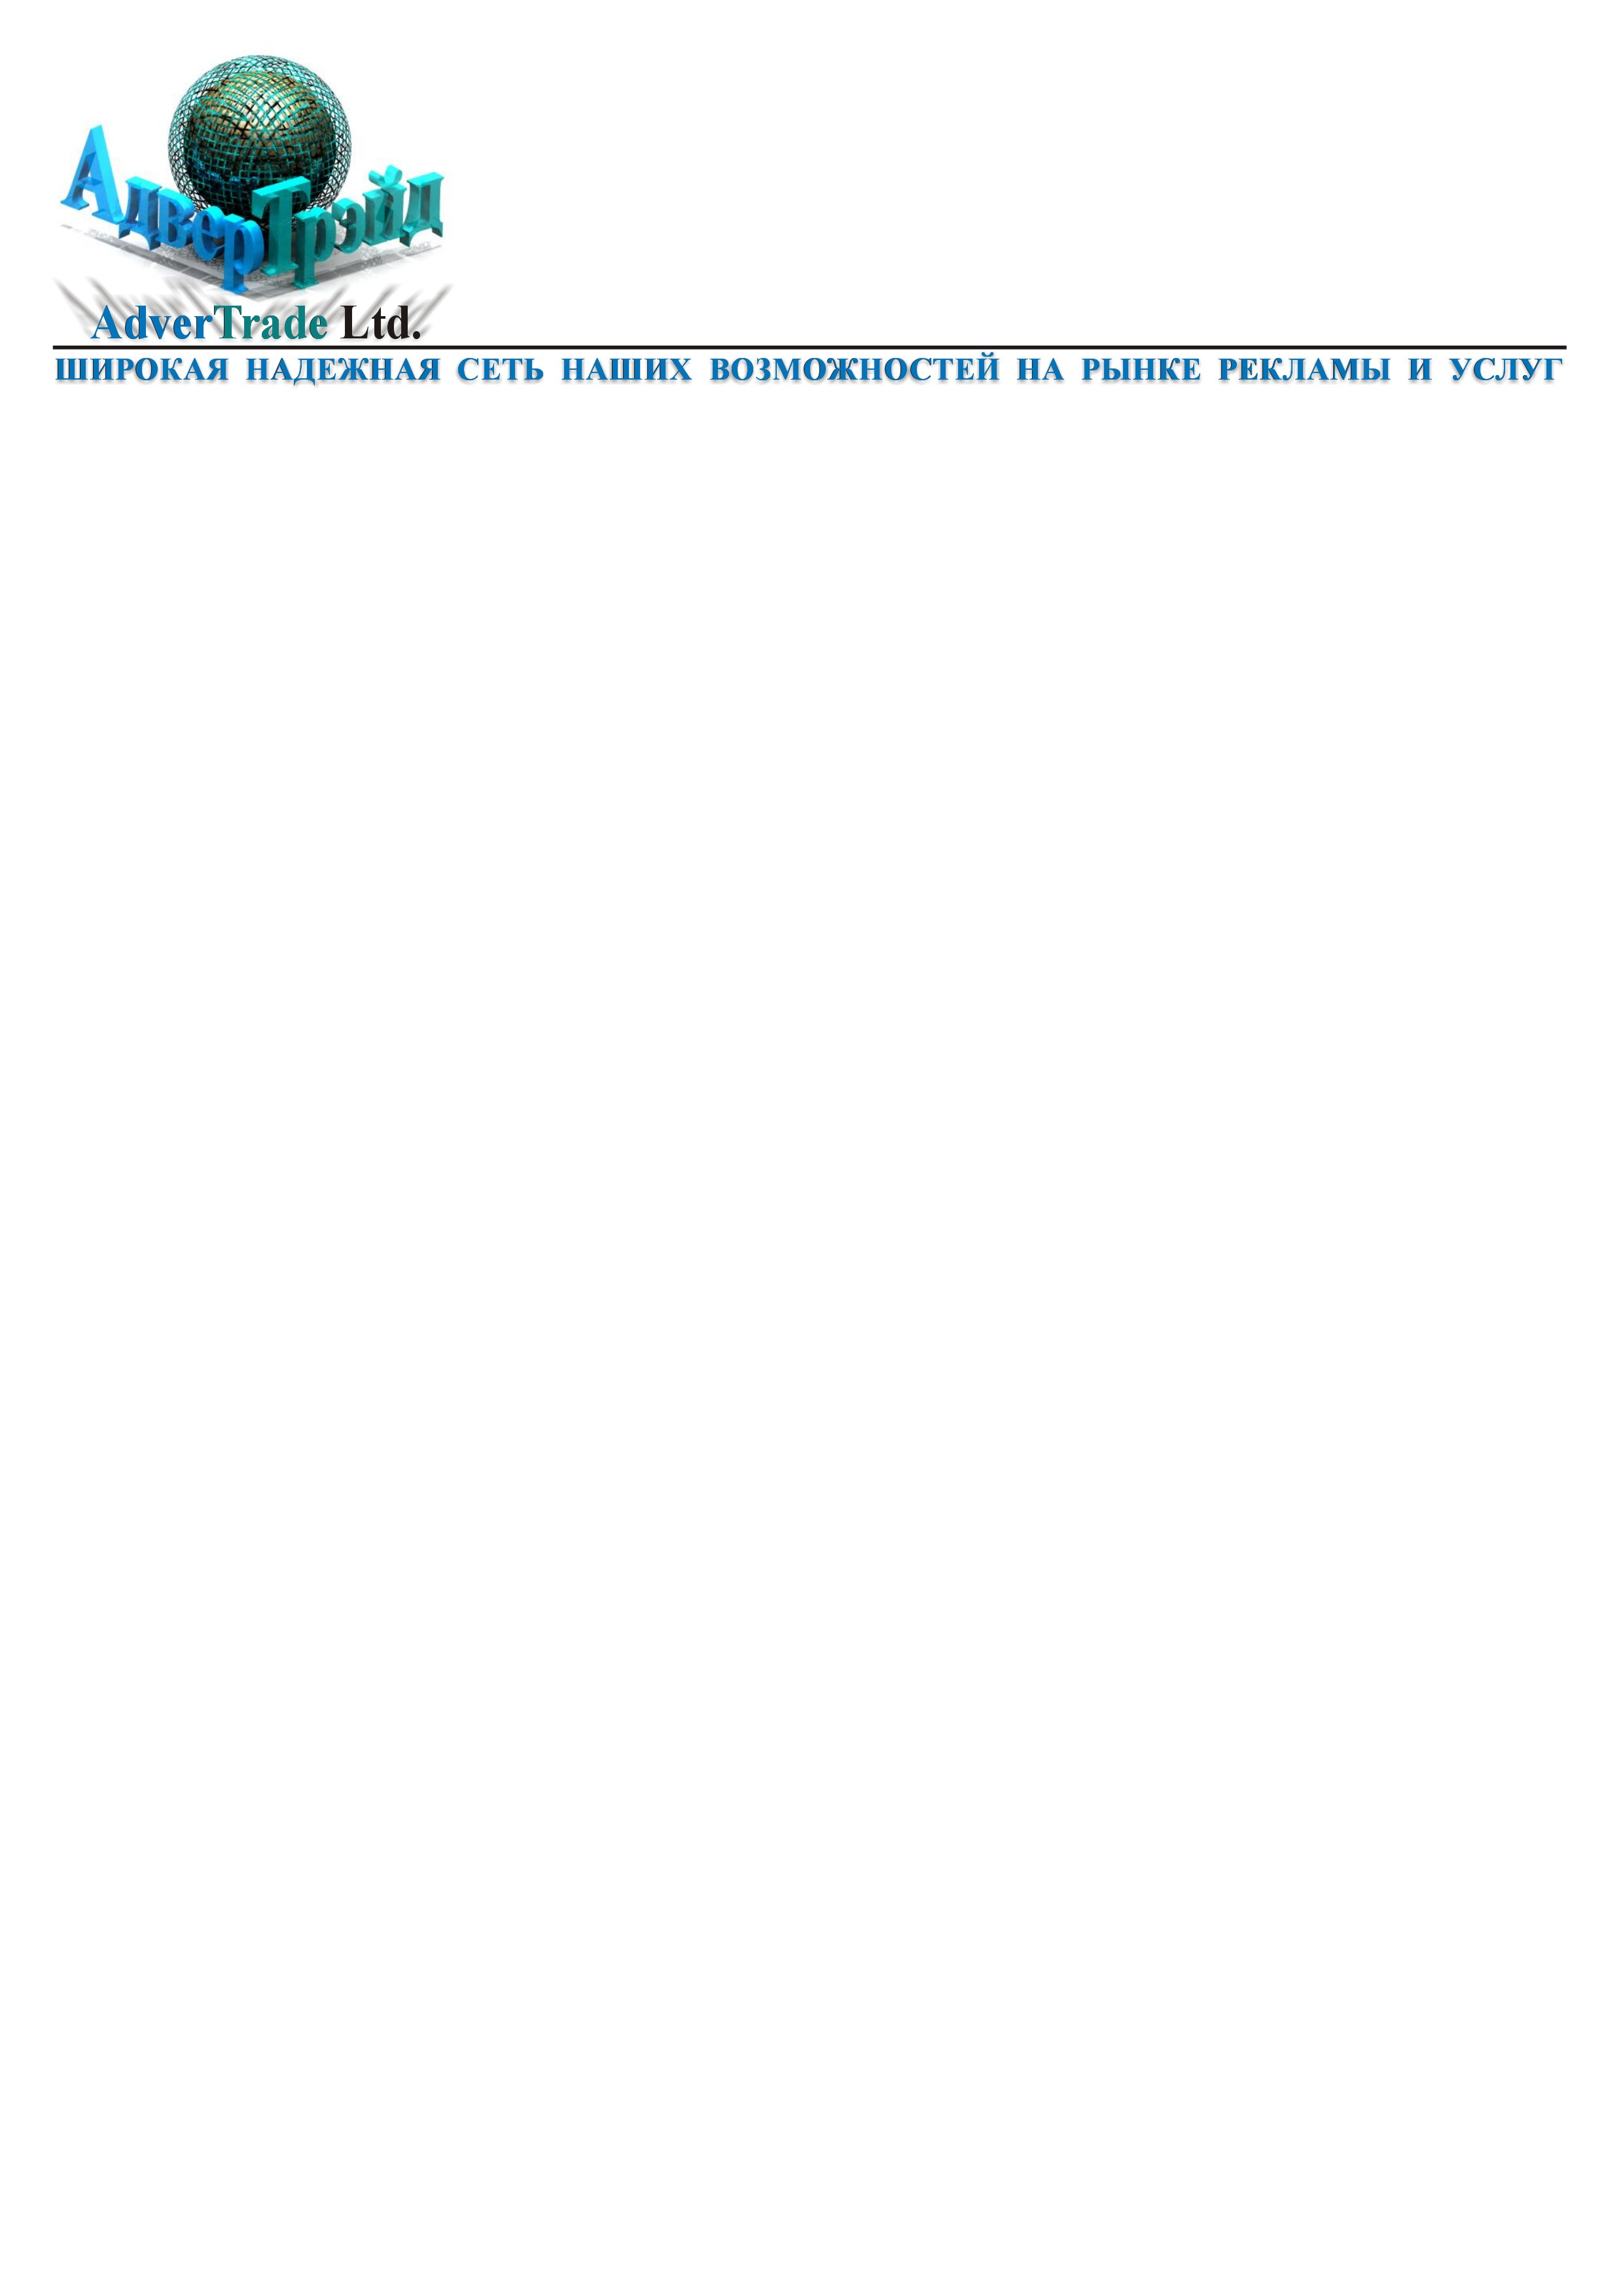 АдверТрэйд
AdverTrade Ltd.
ШИРОКАЯ НАДЕЖНАЯ СЕТЬ НАШИХ ВОЗМОЖНОСТЕЙ НА РЫНКЕ РЕКЛАМЫ И УСЛУГ